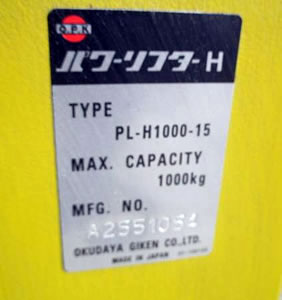 O.P.K
パワーリフターH
TYPE
PL-H1000-15
MAX. CAPACITY
1000kg
MFG. NO.
A2551054
OKUDAYA GIKEN CO.,LTD.
MADE IN JAPAN